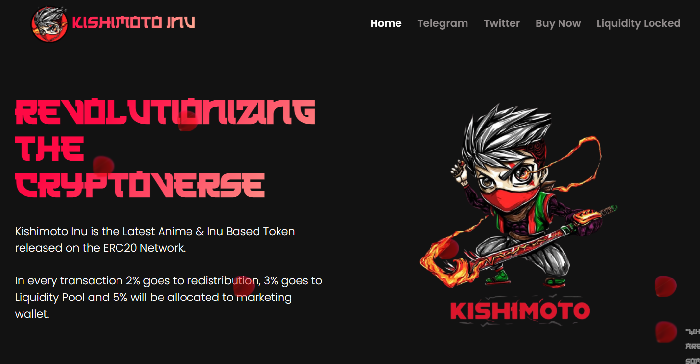 KISHIMOTO INU
Home Telegram Twitter Buy Now Liquidity Locked
REVOLUTIONIZING
THE
CRYPTOVERSE
Kishimoto Inu is the Latest Anime & Inu Based Token
released on the ERC20 Network.
In every transaction 2% goes to redistribution, 3% goes to
Liquidity Pool and 5% will be allocated to marketing
wallet.
KISHIMOTO
ARE